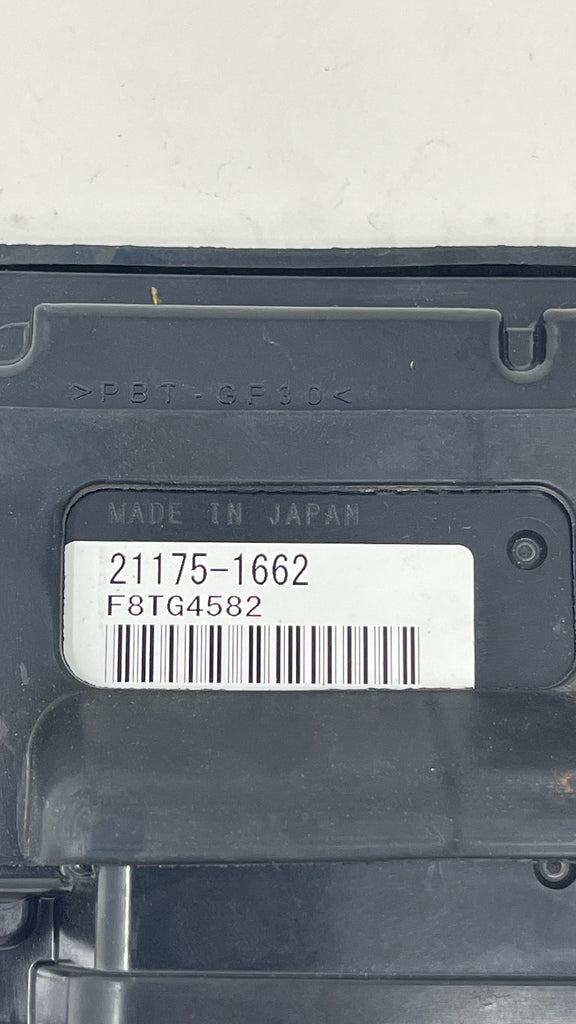 >PBT-GF30<
MADE IN JAPAN
21175-1662
F8TG4582